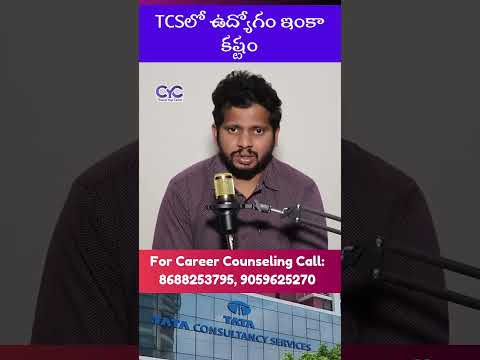 TCSలో ఉద్యోగం ఇంకా
కష్టం
CYC
For Career Counseling Call:
8688253795, 9059625270
TATA
TATA CONSULTANCY SERVICES